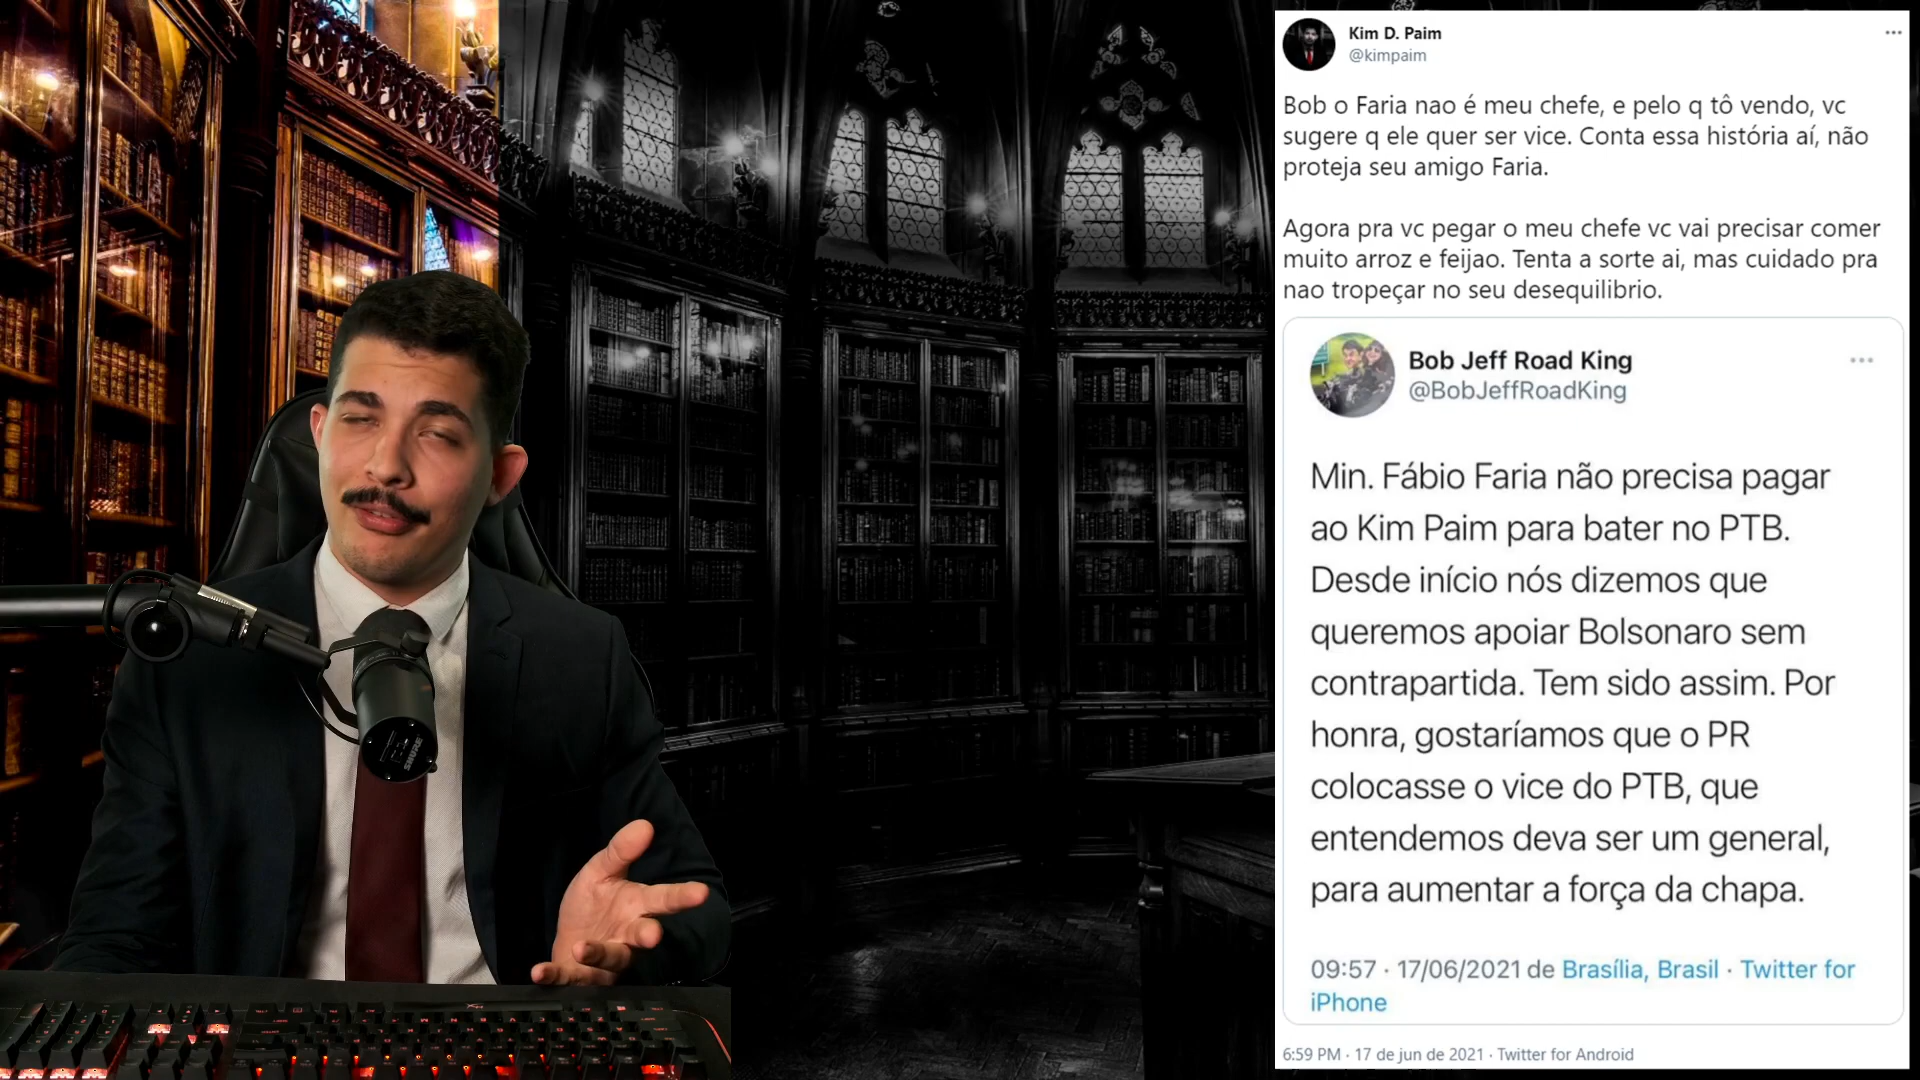 Kim D. Paim
@kimpaim
Bob o Faria nao é meu chefe, e pelo q tô vendo, vc
sugere q ele quer ser vice. Conta essa história aí, não
proteja seu amigo Faria.
Agora pra vc pegar o meu chefe vc vai precisar comer
muito arroz e feijao. Tenta a sorte ai, mas cuidado pra
nao tropeçar no seu desequilibrio.
Bob Jeff Road King
@BobJeffRoadKing
Min. Fábio Faria não precisa pagar
ao Kim Paim para bater no PTB.
Desde início nós dizemos que
queremos apoiar Bolsonaro sem
contrapartida. Tem sido assim. Por
honra, gostaríamos que o PR
colocasse o vice do PTB, que
entendemos deva ser um general,
para aumentar a força da chapa.
09:57 · 17/06/2021 de Brasília, Brasil · Twitter for
iPhone
6:59 PM · 17 de jun de 2021 · Twitter for Android
SHURE